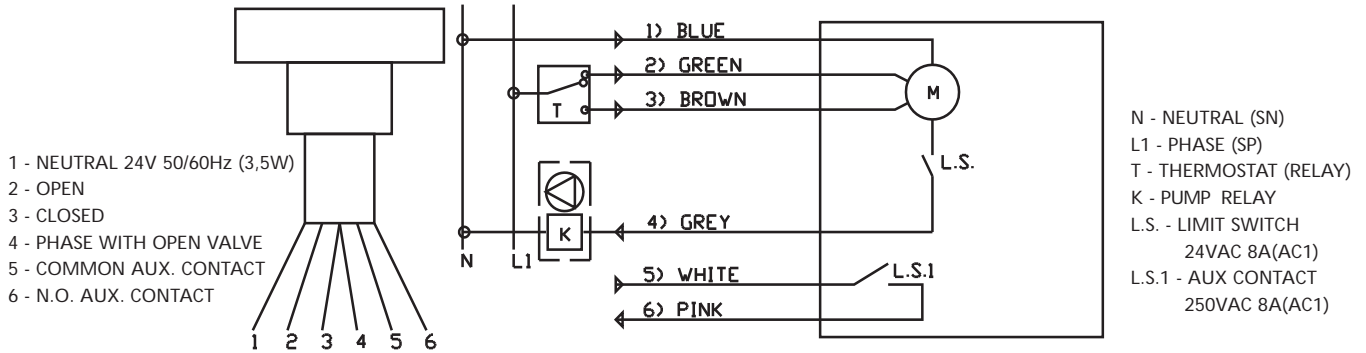 1 - NEUTRAL 24V 50/60Hz (3,5W)
2 - OPEN
3 - CLOSED
4 - PHASE WITH OPEN VALVE
5 - COMMON AUX. CONTACT
6 - N.O. AUX. CONTACT
1 2 3 4 5 6
1) BLUE
2) GREEN
3) BROWN
T
M
L.S.
K
4) GREY
N L1
5) WHITE
L.S.1
6) PINK
N - NEUTRAL (SN)
L1 - PHASE (SP)
T - THERMOSTAT (RELAY)
K - PUMP RELAY
L.S. - LIMIT SWITCH
24VAC 8A(AC1)
L.S.1 - AUX CONTACT
250VAC 8A(AC1)